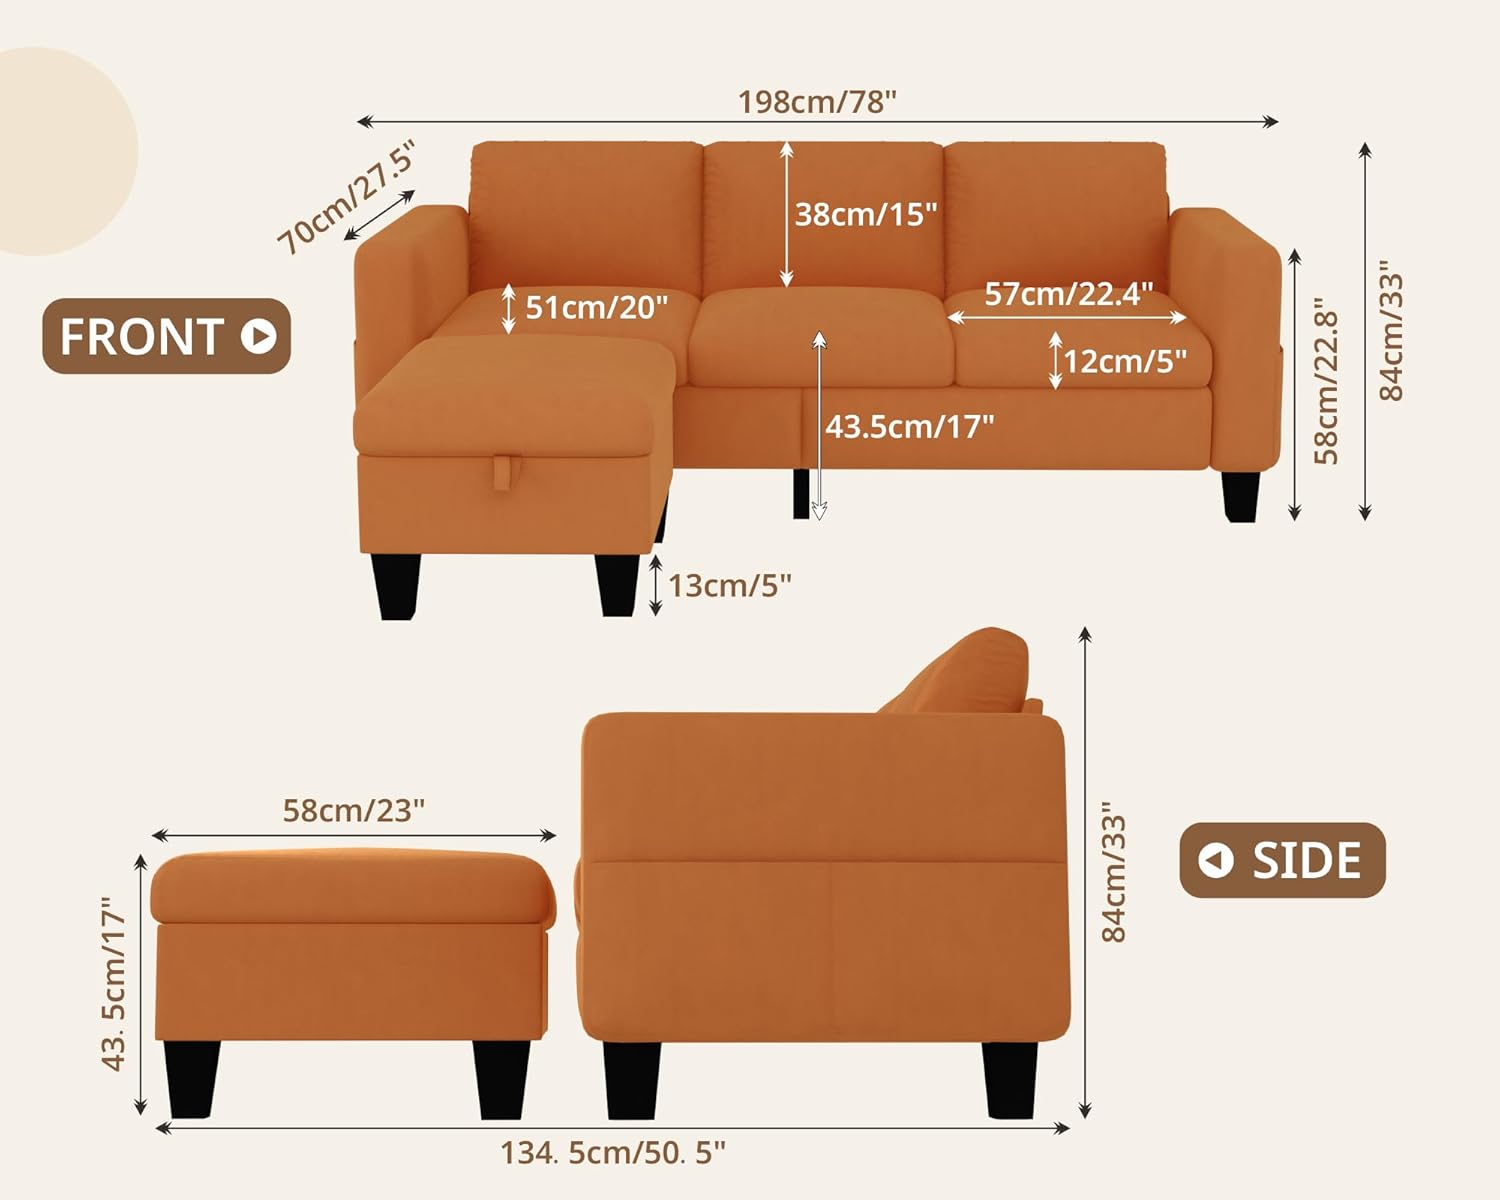 198cm/78"
70cm/27.5"
38cm/15"
51cm/20"
57cm/22.4"
FRONT
12cm/5"
58cm/22.8"
84cm/33"
43.5cm/17"
13cm/5"
58cm/23"
84cm/33"
SIDE
43. 5cm/17"
134. 5cm/50. 5"